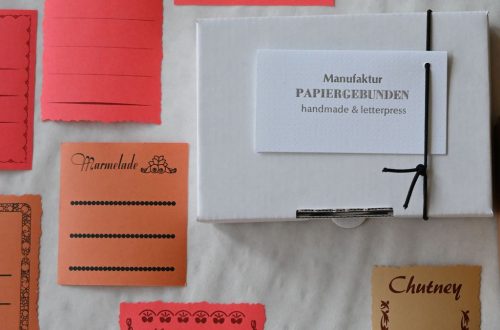 Manufaktur
PAPIERGEBUNDEN
handmade & letterpress
Marmelade
Chutney